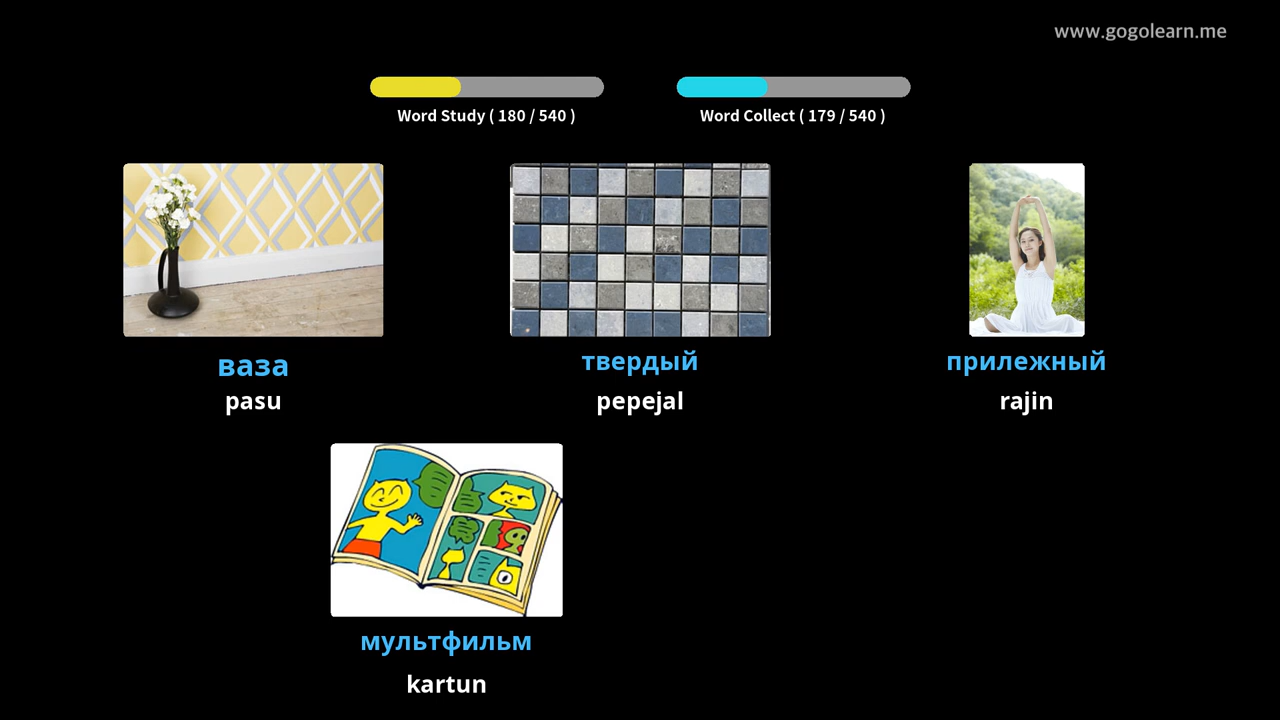 www.gogolearn.me
Word Study ( 180 / 540 )
Word Collect ( 179 / 540 )
ваза
твердый
прилежный
pasu
pepejal
rajin
мультфильм
kartun